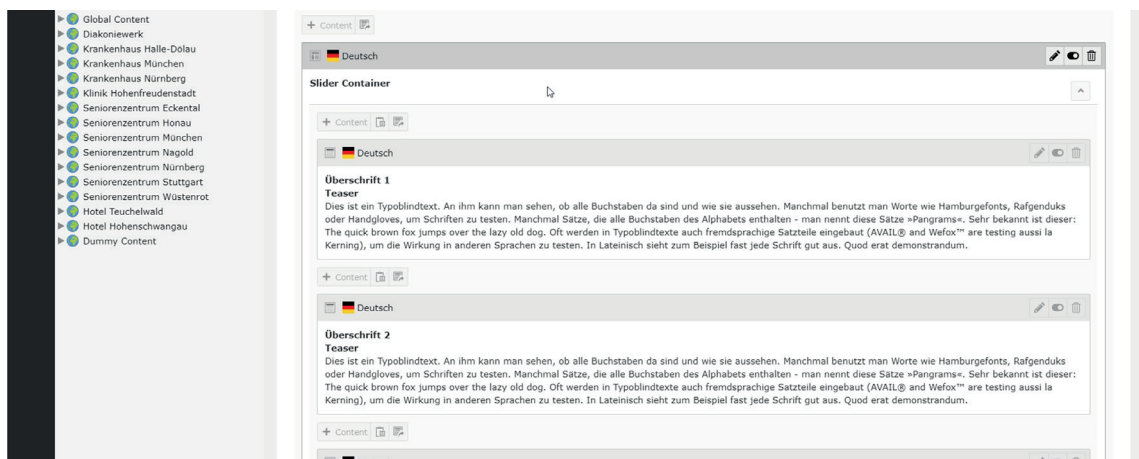 Global Content
Diakoniewerk
Krankenhaus Halle-Dölau
Krankenhaus München
Krankenhaus Nürnberg
Klinik Hohenfreudenstadt
Seniorenzentrum Eckental
Seniorenzentrum Honau
Seniorenzentrum München
Seniorenzentrum Nagold
Seniorenzentrum Nürnberg
Seniorenzentrum Stuttgart
Seniorenzentrum Wüstenrot
Hotel Teuchelwald
Hotel Hohenschwangau
Dummy Content
+ Content
Deutsch
Slider Container
+ Content
Deutsch
Überschrift 1
Teaser
Dies ist ein Typoblindtext. An ihm kann man sehen, ob alle Buchstaben da sind und wie sie aussehen. Manchmal benutzt man Worte wie Hamburgefonts, Rafgenduks
oder Handgloves, um Schriften zu testen. Manchmal Sätze, die alle Buchstaben des Alphabets enthalten - man nennt diese Sätze »Pangrams«. Sehr bekannt ist dieser:
The quick brown fox jumps over the lazy old dog. Oft werden in Typoblindtexte auch fremdsprachige Satzteile eingebaut (AVAIL® and Wefox™ are testing aussi la
Kerning), um die Wirkung in anderen Sprachen zu testen. In Lateinisch sieht zum Beispiel fast jede Schrift gut aus. Quod erat demonstrandum.
+ Content
Deutsch
Überschrift 2
Teaser
Dies ist ein Typoblindtext. An ihm kann man sehen, ob alle Buchstaben da sind und wie sie aussehen. Manchmal benutzt man Worte wie Hamburgefonts, Rafgenduks
oder Handgloves, um Schriften zu testen. Manchmal Sätze, die alle Buchstaben des Alphabets enthalten - man nennt diese Sätze »Pangrams«. Sehr bekannt ist dieser:
The quick brown fox jumps over the lazy old dog. Oft werden in Typoblindtexte auch fremdsprachige Satzteile eingebaut (AVAIL® and Wefox™ are testing aussi la
Kerning), um die Wirkung in anderen Sprachen zu testen. In Lateinisch sieht zum Beispiel fast jede Schrift gut aus. Quod erat demonstrandum.
+ Content